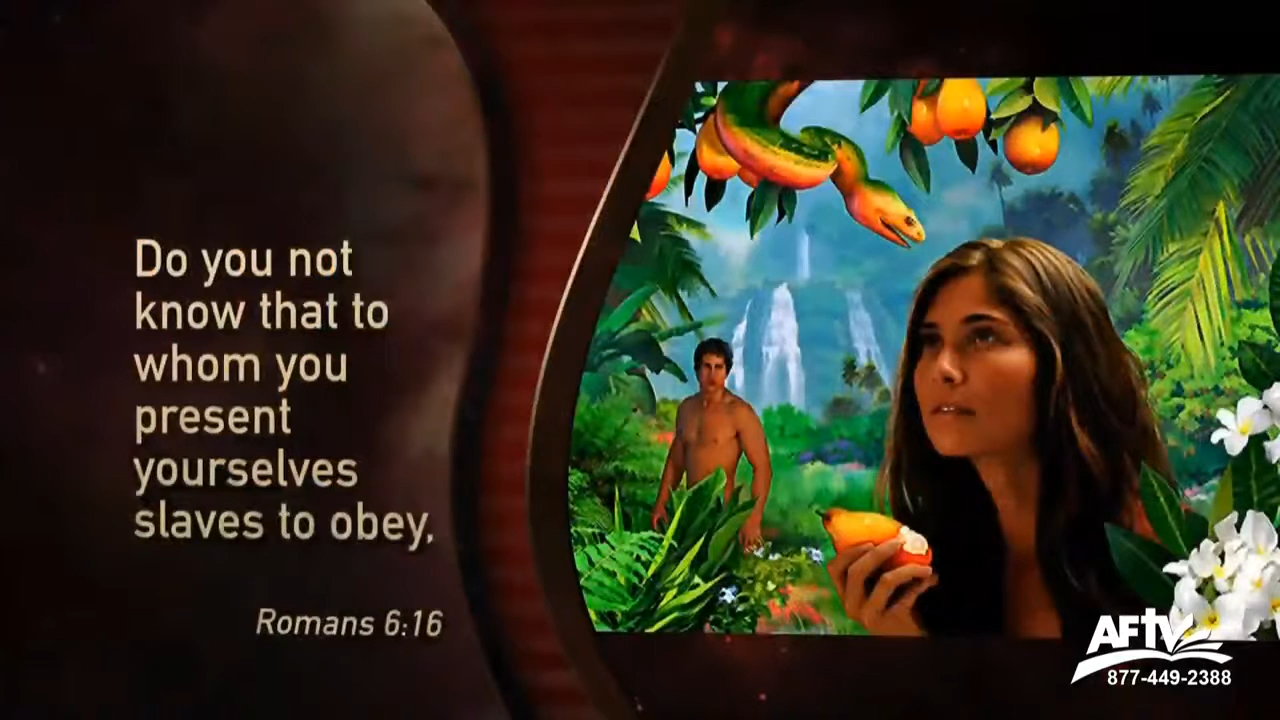 Do you not
know that to
whom you
present
yourselves
slaves to obey,
Romans 6:16
AFtv
877-449-2388